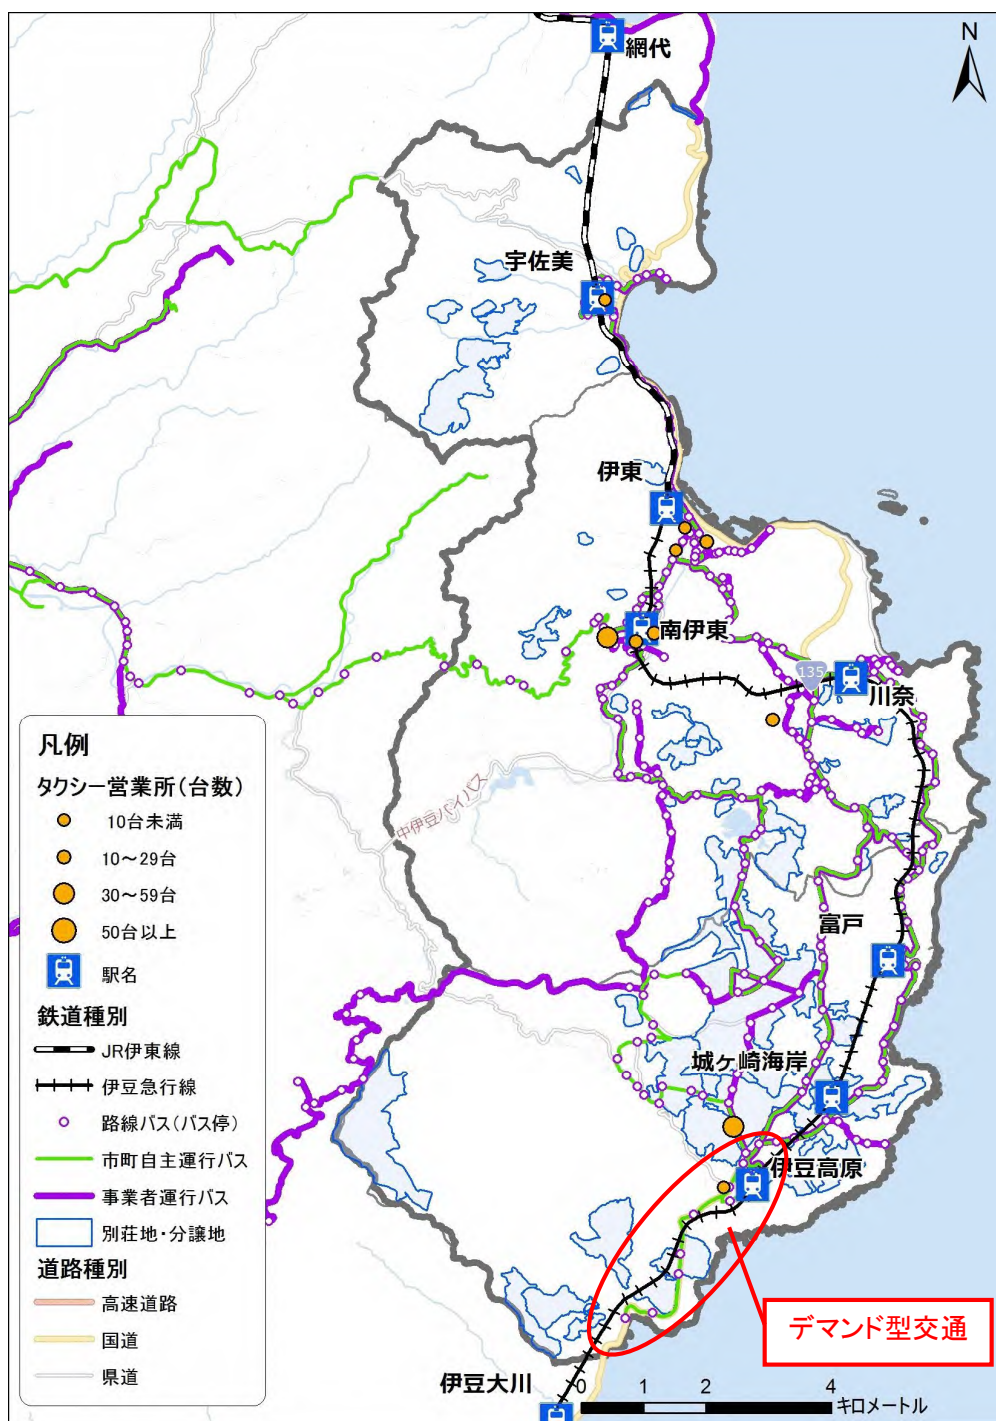 N
網代
宇佐美
伊東
南伊東
135
川奈
中伊豆バイパス
富戸
城ヶ崎海岸
伊豆高原
伊豆大川
デマンド型交通
凡例
タクシー営業所(台数)
10台未満
10～29台
30～59台
50台以上
駅名
鉄道種別
JR伊東線
伊豆急行線
路線バス(バス停)
市町自主運行バス
事業者運行バス
別荘地・分譲地
道路種別
高速道路
国道
県道
0 1 2 4
キロメートル